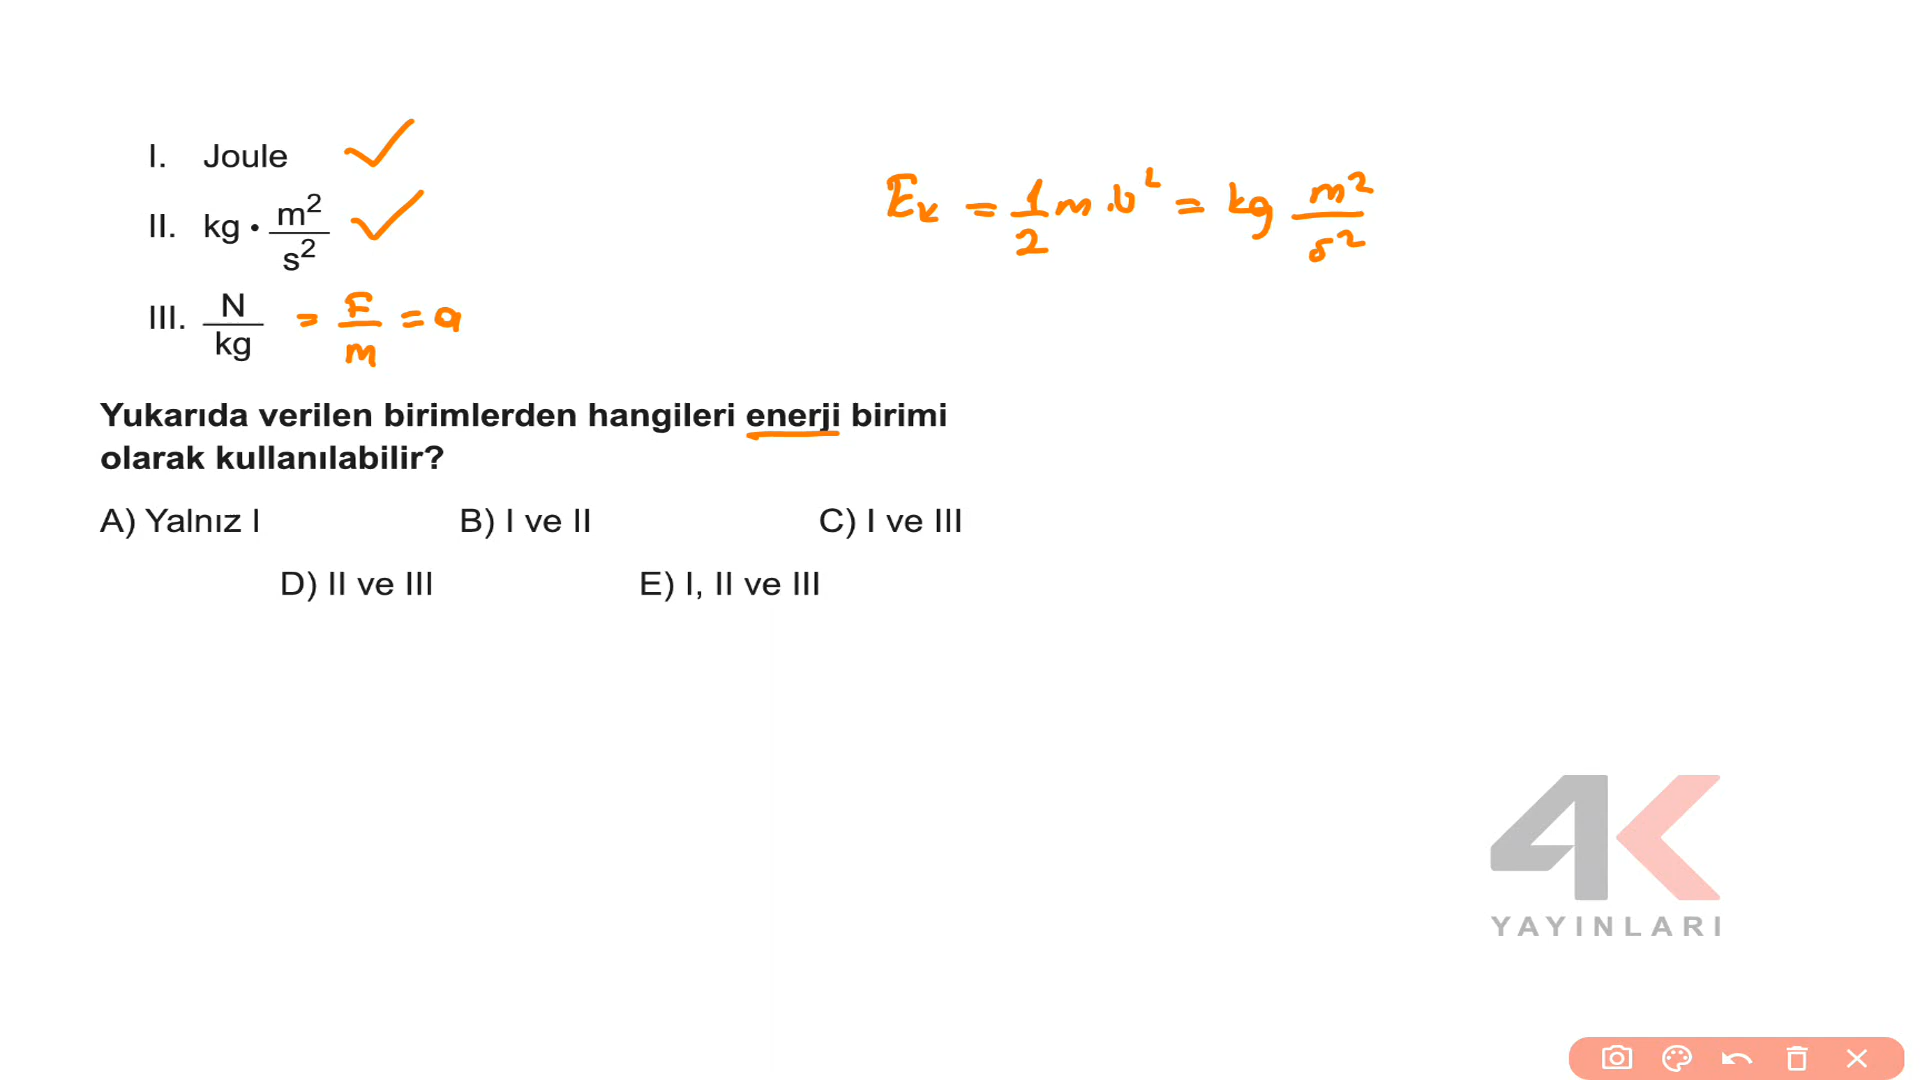 I. Joule ✓
II. kg · m²/s² ✓
III. N/kg = F/m = a
E_k = 1/2 m . v² = kg m²/s²
Yukarıda verilen birimlerden hangileri enerji birimi
olarak kullanılabilir?
A) Yalnız I B) I ve II C) I ve III
D) II ve III E) I, II ve III
4K
YAYINLARI